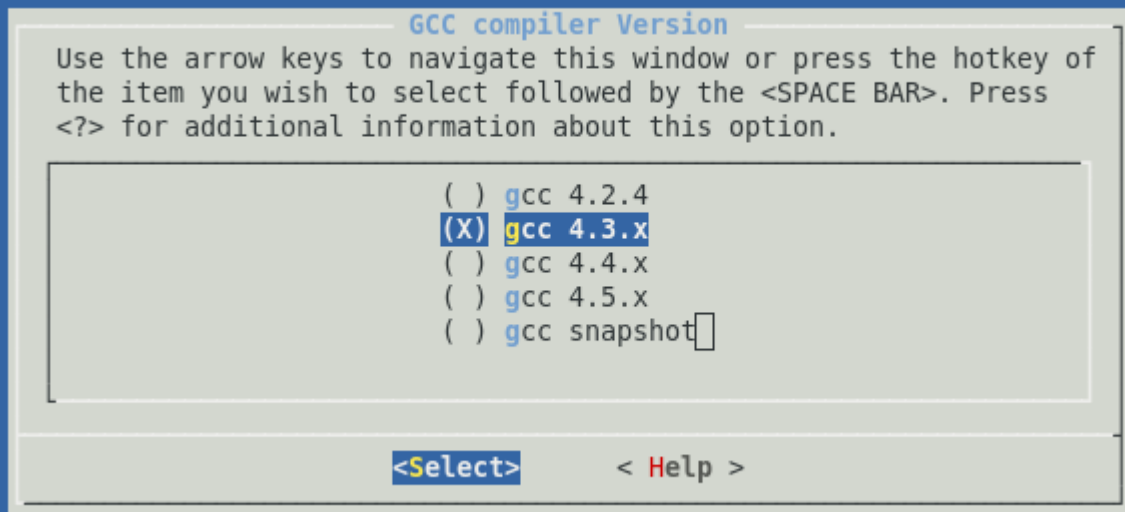 GCC compiler Version
Use the arrow keys to navigate this window or press the hotkey of
the item you wish to select followed by the <SPACE BAR>. Press
<?> for additional information about this option.
( ) gcc 4.2.4
(X) gcc 4.3.x
( ) gcc 4.4.x
( ) gcc 4.5.x
( ) gcc snapshot
<Select> < Help >